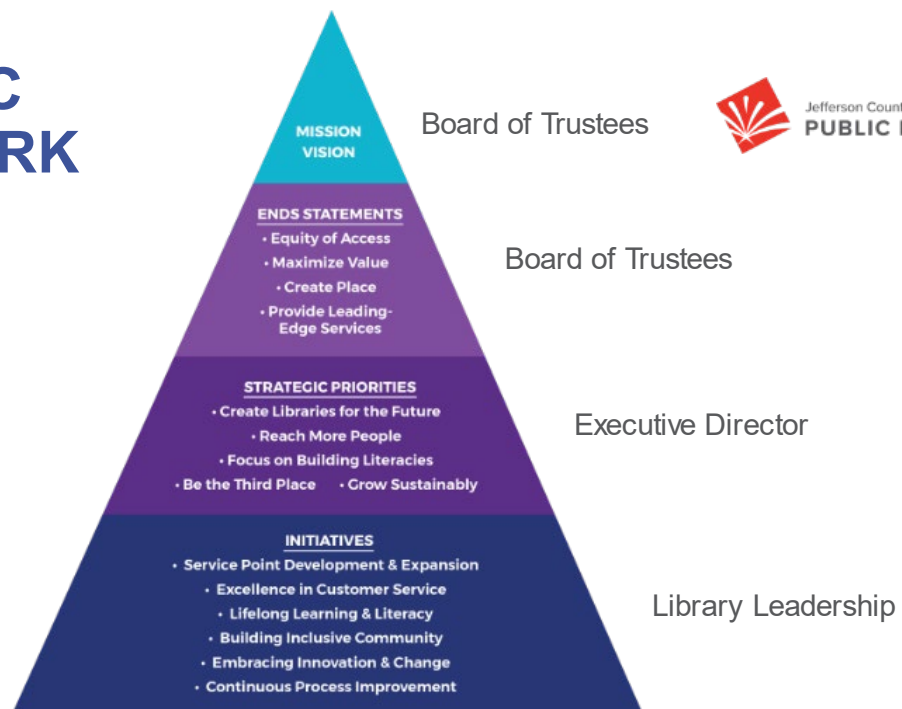 C
RK
MISSION
VISION
Board of Trustees
Jefferson Count
PUBLIC
ENDS STATEMENTS
• Equity of Access
• Maximize Value
• Create Place
• Provide Leading-
Edge Services
Board of Trustees
STRATEGIC PRIORITIES
• Create Libraries for the Future
• Reach More People
• Focus on Building Literacies
• Be the Third Place • Grow Sustainably
Executive Director
INITIATIVES
• Service Point Development & Expansion
• Excellence in Customer Service
• Lifelong Learning & Literacy
• Building Inclusive Community
• Embracing Innovation & Change
• Continuous Process Improvement
Library Leadership